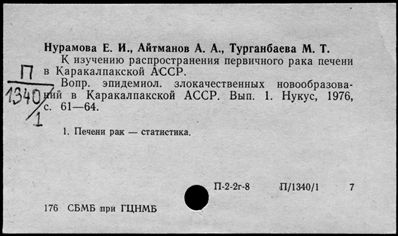 Нурамова Е. И., Айтманов А. А., Турганбаева М. Т.
К изучению распространения первичного рака печени
в Каракалпакской АССР.
П
1340/1
Вопр. эпидемиол. злокачественных новообразова-
ний в Каракалпакской АССР. Вып. 1. Нукус, 1976,
с. 61—64.
1. Печени рак — статистика.
П-2-2г-8 П/1340/1 7
176 СБМБ при ГЦНМБ